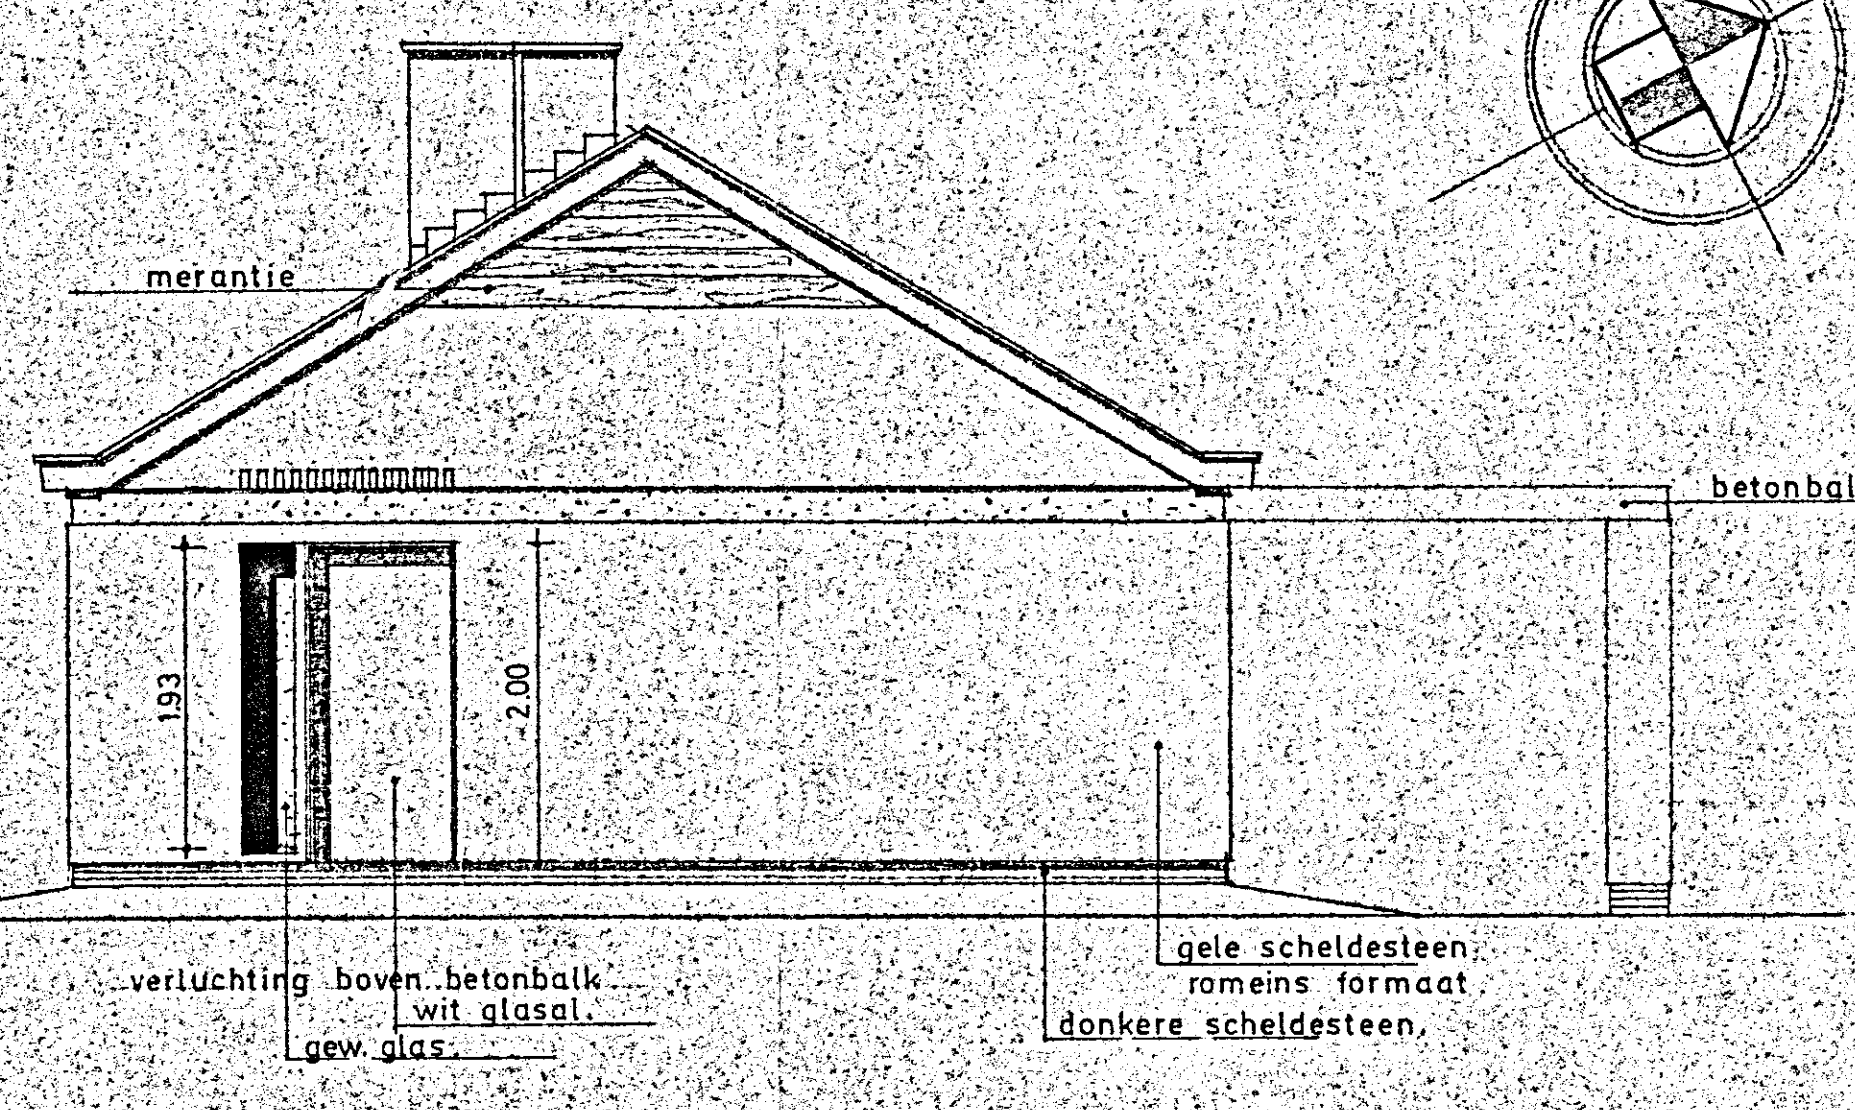 merantie
betonbal
1.93
2.00
gele scheldesteen.
romeins formaat.
verluchting boven betonbalk.
wit glasal.
donkere scheldesteen.
gew. glas.